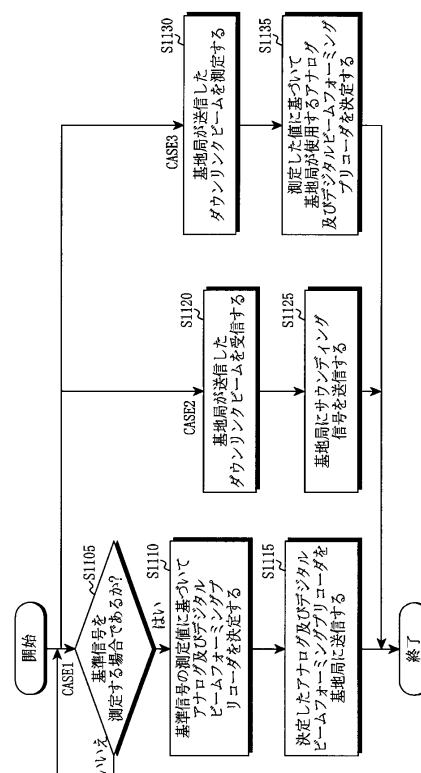 開始
CASE1
S1105
基準信号を
測定する場合であるか?
いいえ
はい
S1110
基準信号の測定値に基づいて
アナログ及びデジタル
ビームフォーミングプ
リコーダを決定する
S1115
決定したアナログ及びデジタル
ビームフォーミングプリコーダを
基地局に送信する
CASE2
S1120
基地局が送信した
ダウンリンクビームを受信する
S1125
基地局にサウンディング
信号を送信する
CASE3
S1130
基地局が送信した
ダウンリンクビームを測定する
S1135
測定した値に基づいて
基地局が使用するアナログ
及びデジタルビームフォーミング
プリコーダを決定する
終了